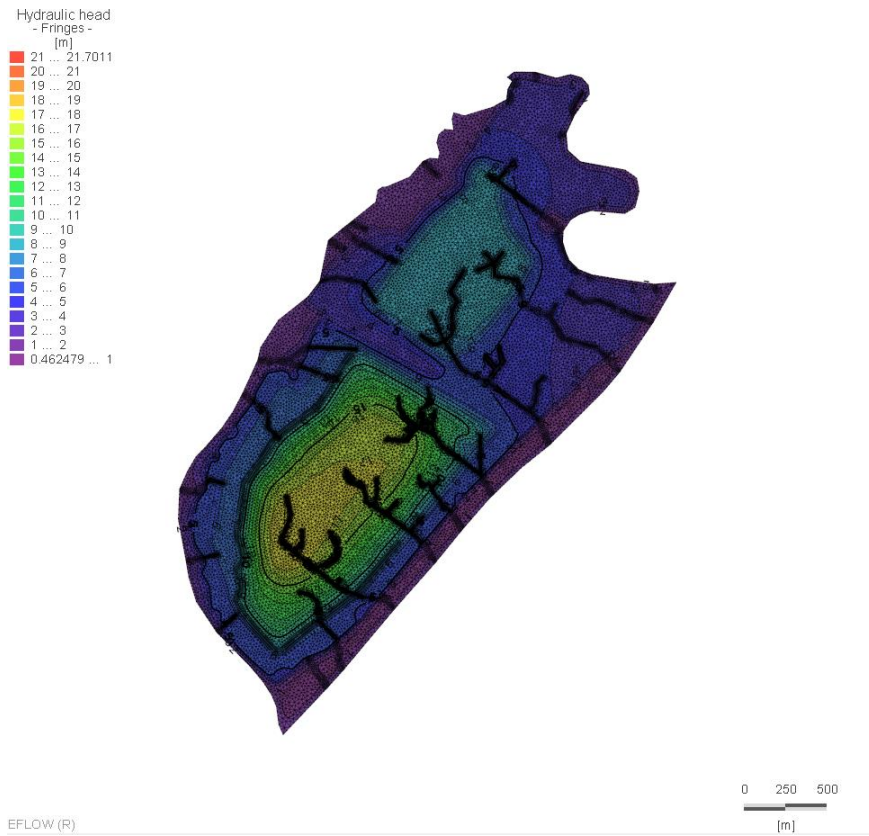 Hydraulic head
- Fringes -
[m]
21 ... 21.7011
20 ... 21
19 ... 20
18 ... 19
17 ... 18
16 ... 17
15 ... 16
14 ... 15
13 ... 14
12 ... 13
11 ... 12
10 ... 11
9 ... 10
8 ... 9
7 ... 8
6 ... 7
5 ... 6
4 ... 5
3 ... 4
2 ... 3
1 ... 2
0.462479 ... 1
0 250 500
[m]
EFLOW (R)